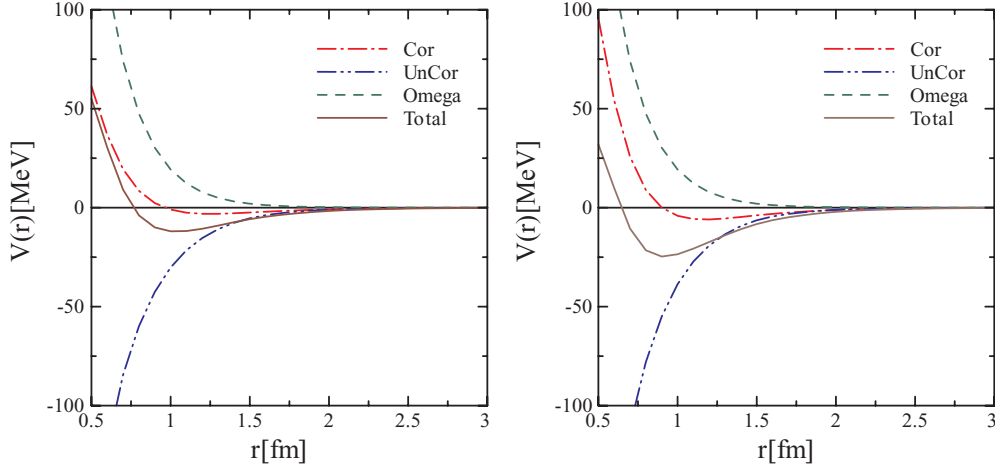 100
50
0
-50
-100
0.5
1
1.5
2
2.5
3
V(r)[MeV]
r[fm]
Cor
UnCor
Omega
Total
100
50
0
-50
-100
0.5
1
1.5
2
2.5
3
V(r)[MeV]
r[fm]
Cor
UnCor
Omega
Total